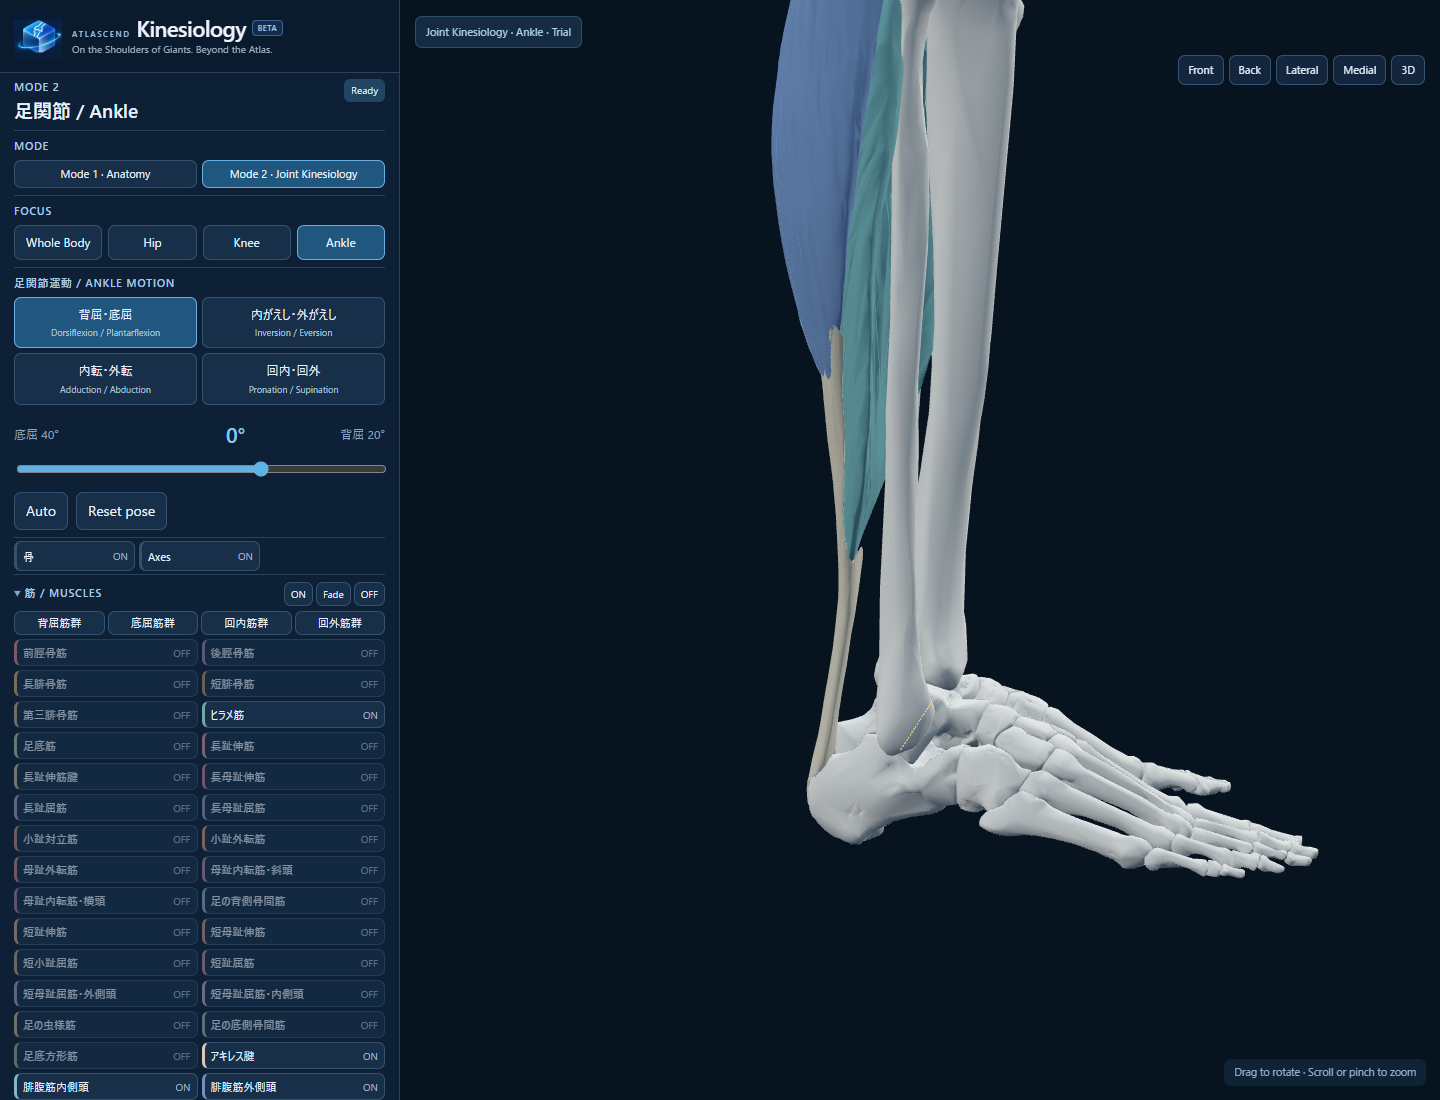 ATLASCEND Kinesiology BETA
On the Shoulders of Giants. Beyond the Atlas.
MODE 2
Ready
足関節 / Ankle
MODE
Mode 1 · Anatomy
Mode 2 · Joint Kinesiology
FOCUS
Whole Body
Hip
Knee
Ankle
足関節運動 / ANKLE MOTION
背屈・底屈
Dorsiflexion / Plantarflexion
内がえし・外がえし
Inversion / Eversion
内転・外転
Adduction / Abduction
回内・回外
Pronation / Supination
底屈 40°
0°
背屈 20°
Auto
Reset pose
骨 ON
Axes ON
▼ 筋 / MUSCLES
ON
Fade
OFF
背屈筋群
底屈筋群
回内筋群
回外筋群
前脛骨筋 OFF
後脛骨筋 OFF
長腓骨筋 OFF
短腓骨筋 OFF
第三腓骨筋 OFF
ヒラメ筋 ON
足底筋 OFF
長趾伸筋 OFF
長趾伸筋腱 OFF
長母趾伸筋 OFF
長趾屈筋 OFF
長母趾屈筋 OFF
小趾対立筋 OFF
小趾外転筋 OFF
母趾外転筋 OFF
母趾内転筋・斜頭 OFF
母趾内転筋・横頭 OFF
足の背側骨間筋 OFF
短趾伸筋 OFF
短母趾伸筋 OFF
短小趾屈筋 OFF
短趾屈筋 OFF
短母趾屈筋・外側頭 OFF
短母趾屈筋・内側頭 OFF
足の虫様筋 OFF
足の底側骨間筋 OFF
足底方形筋 OFF
アキレス腱 ON
腓腹筋内側頭 ON
腓腹筋外側頭 ON
Joint Kinesiology · Ankle · Trial
Front
Back
Lateral
Medial
3D
Drag to rotate · Scroll or pinch to zoom